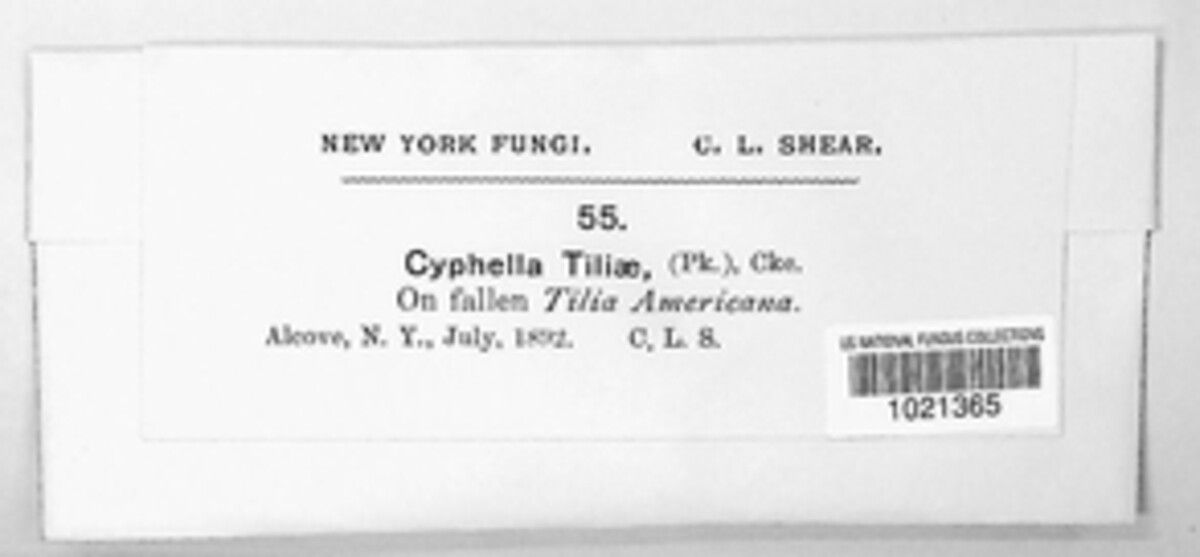 NEW YORK FUNGI. C. L. SHEAR.
55.
Cyphella Tiliæ, (Pk.), Cke.
On fallen Tilia Americana.
Alcove, N. Y., July, 1892. C, L. S.
US NATIONAL FUNGUS COLLECTIONS
1021365